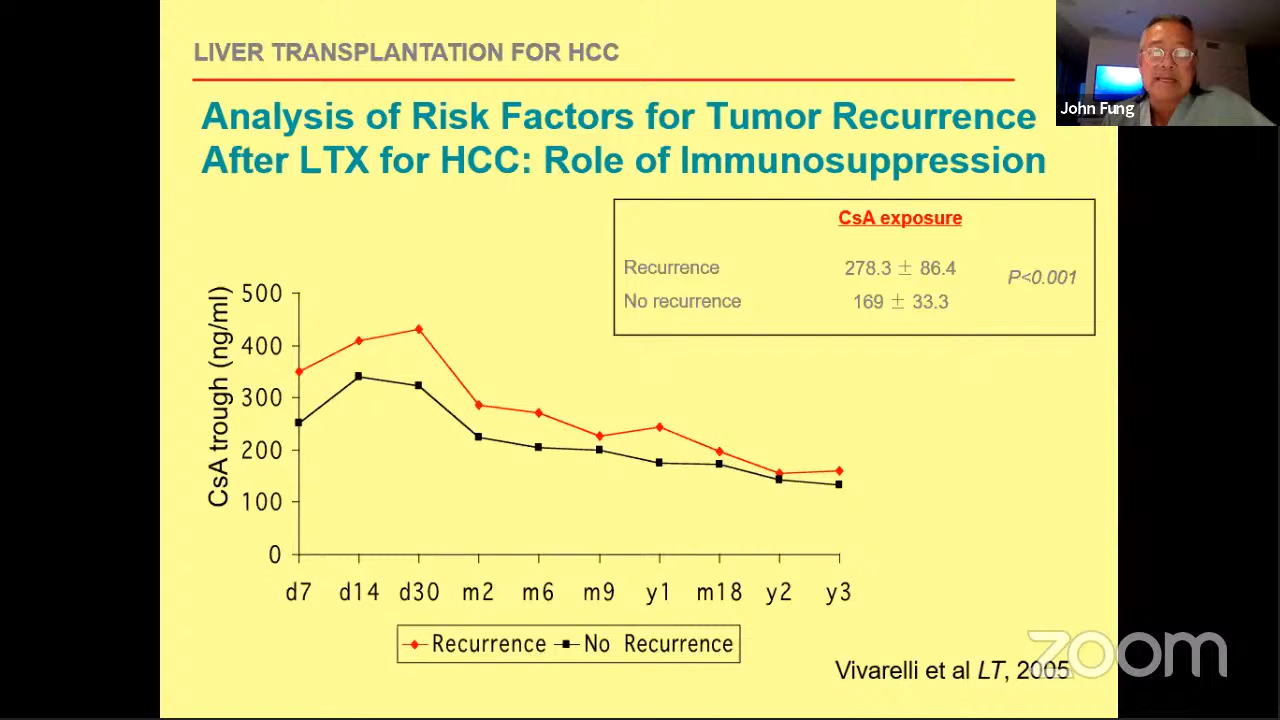 LIVER TRANSPLANTATION FOR HCC
John Fung
Analysis of Risk Factors for Tumor Recurrence
After LTX for HCC: Role of Immunosuppression
CsA exposure
Recurrence 278.3 ± 86.4 P<0.001
No recurrence 169 ± 33.3
CsA trough (ng/ml)
500
400
300
200
100
0
d7 d14 d30 m2 m6 m9 y1 m18 y2 y3
Recurrence No Recurrence
Vivarelli et al LT, 2005
zoom